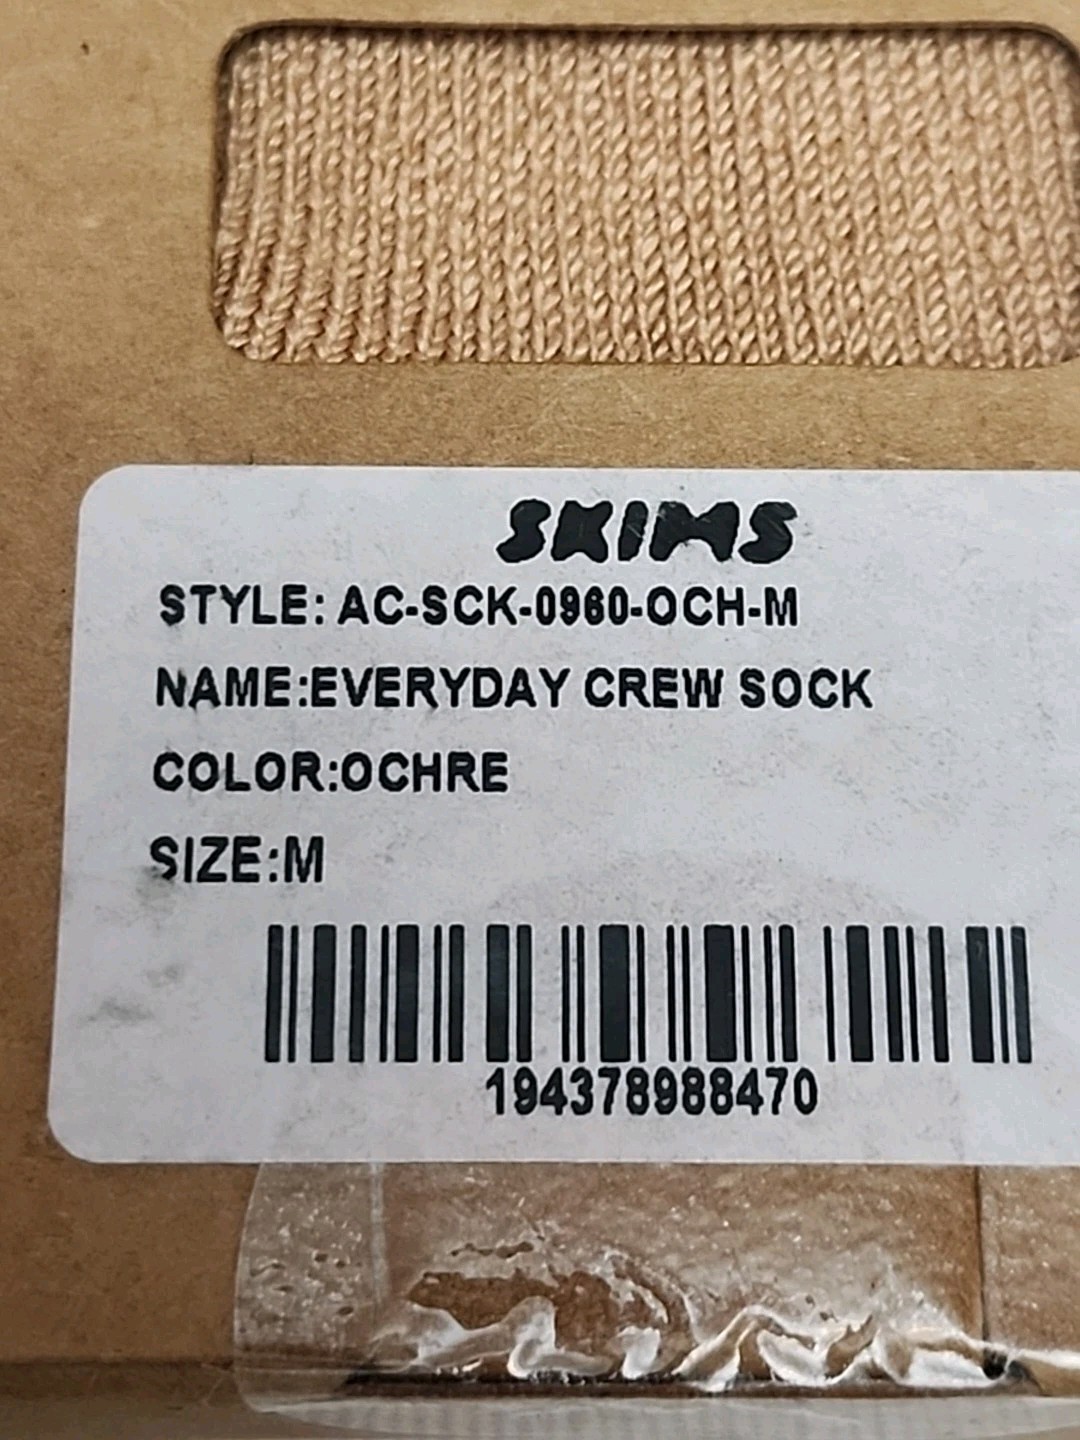 SKIMS
STYLE: AC-SCK-0960-OCH-M
NAME:EVERYDAY CREW SOCK
COLOR:OCHRE
SIZE:M
194378988470